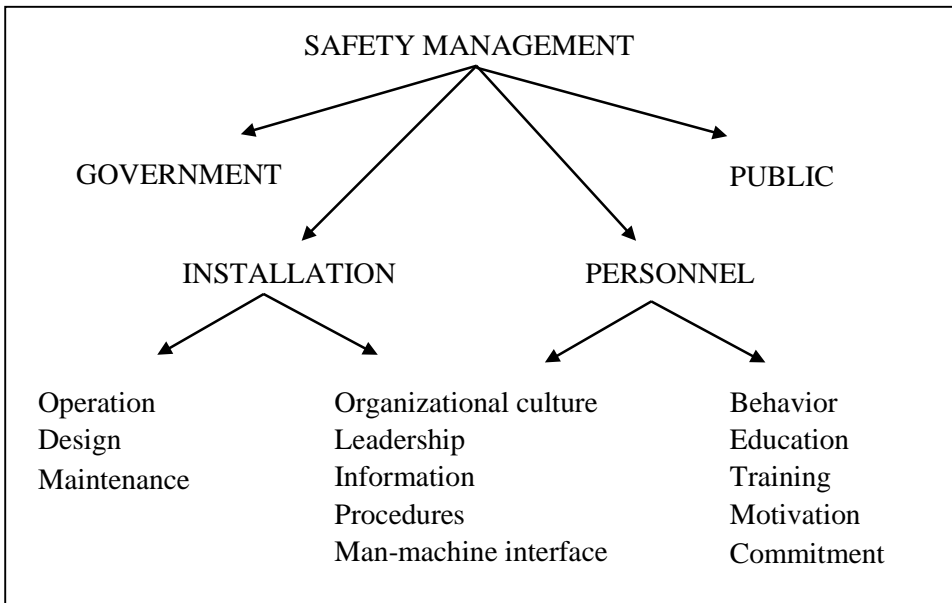 SAFETY MANAGEMENT
GOVERNMENT
PUBLIC
INSTALLATION
PERSONNEL
Operation
Design
Maintenance
Organizational culture
Leadership
Information
Procedures
Man-machine interface
Behavior
Education
Training
Motivation
Commitment